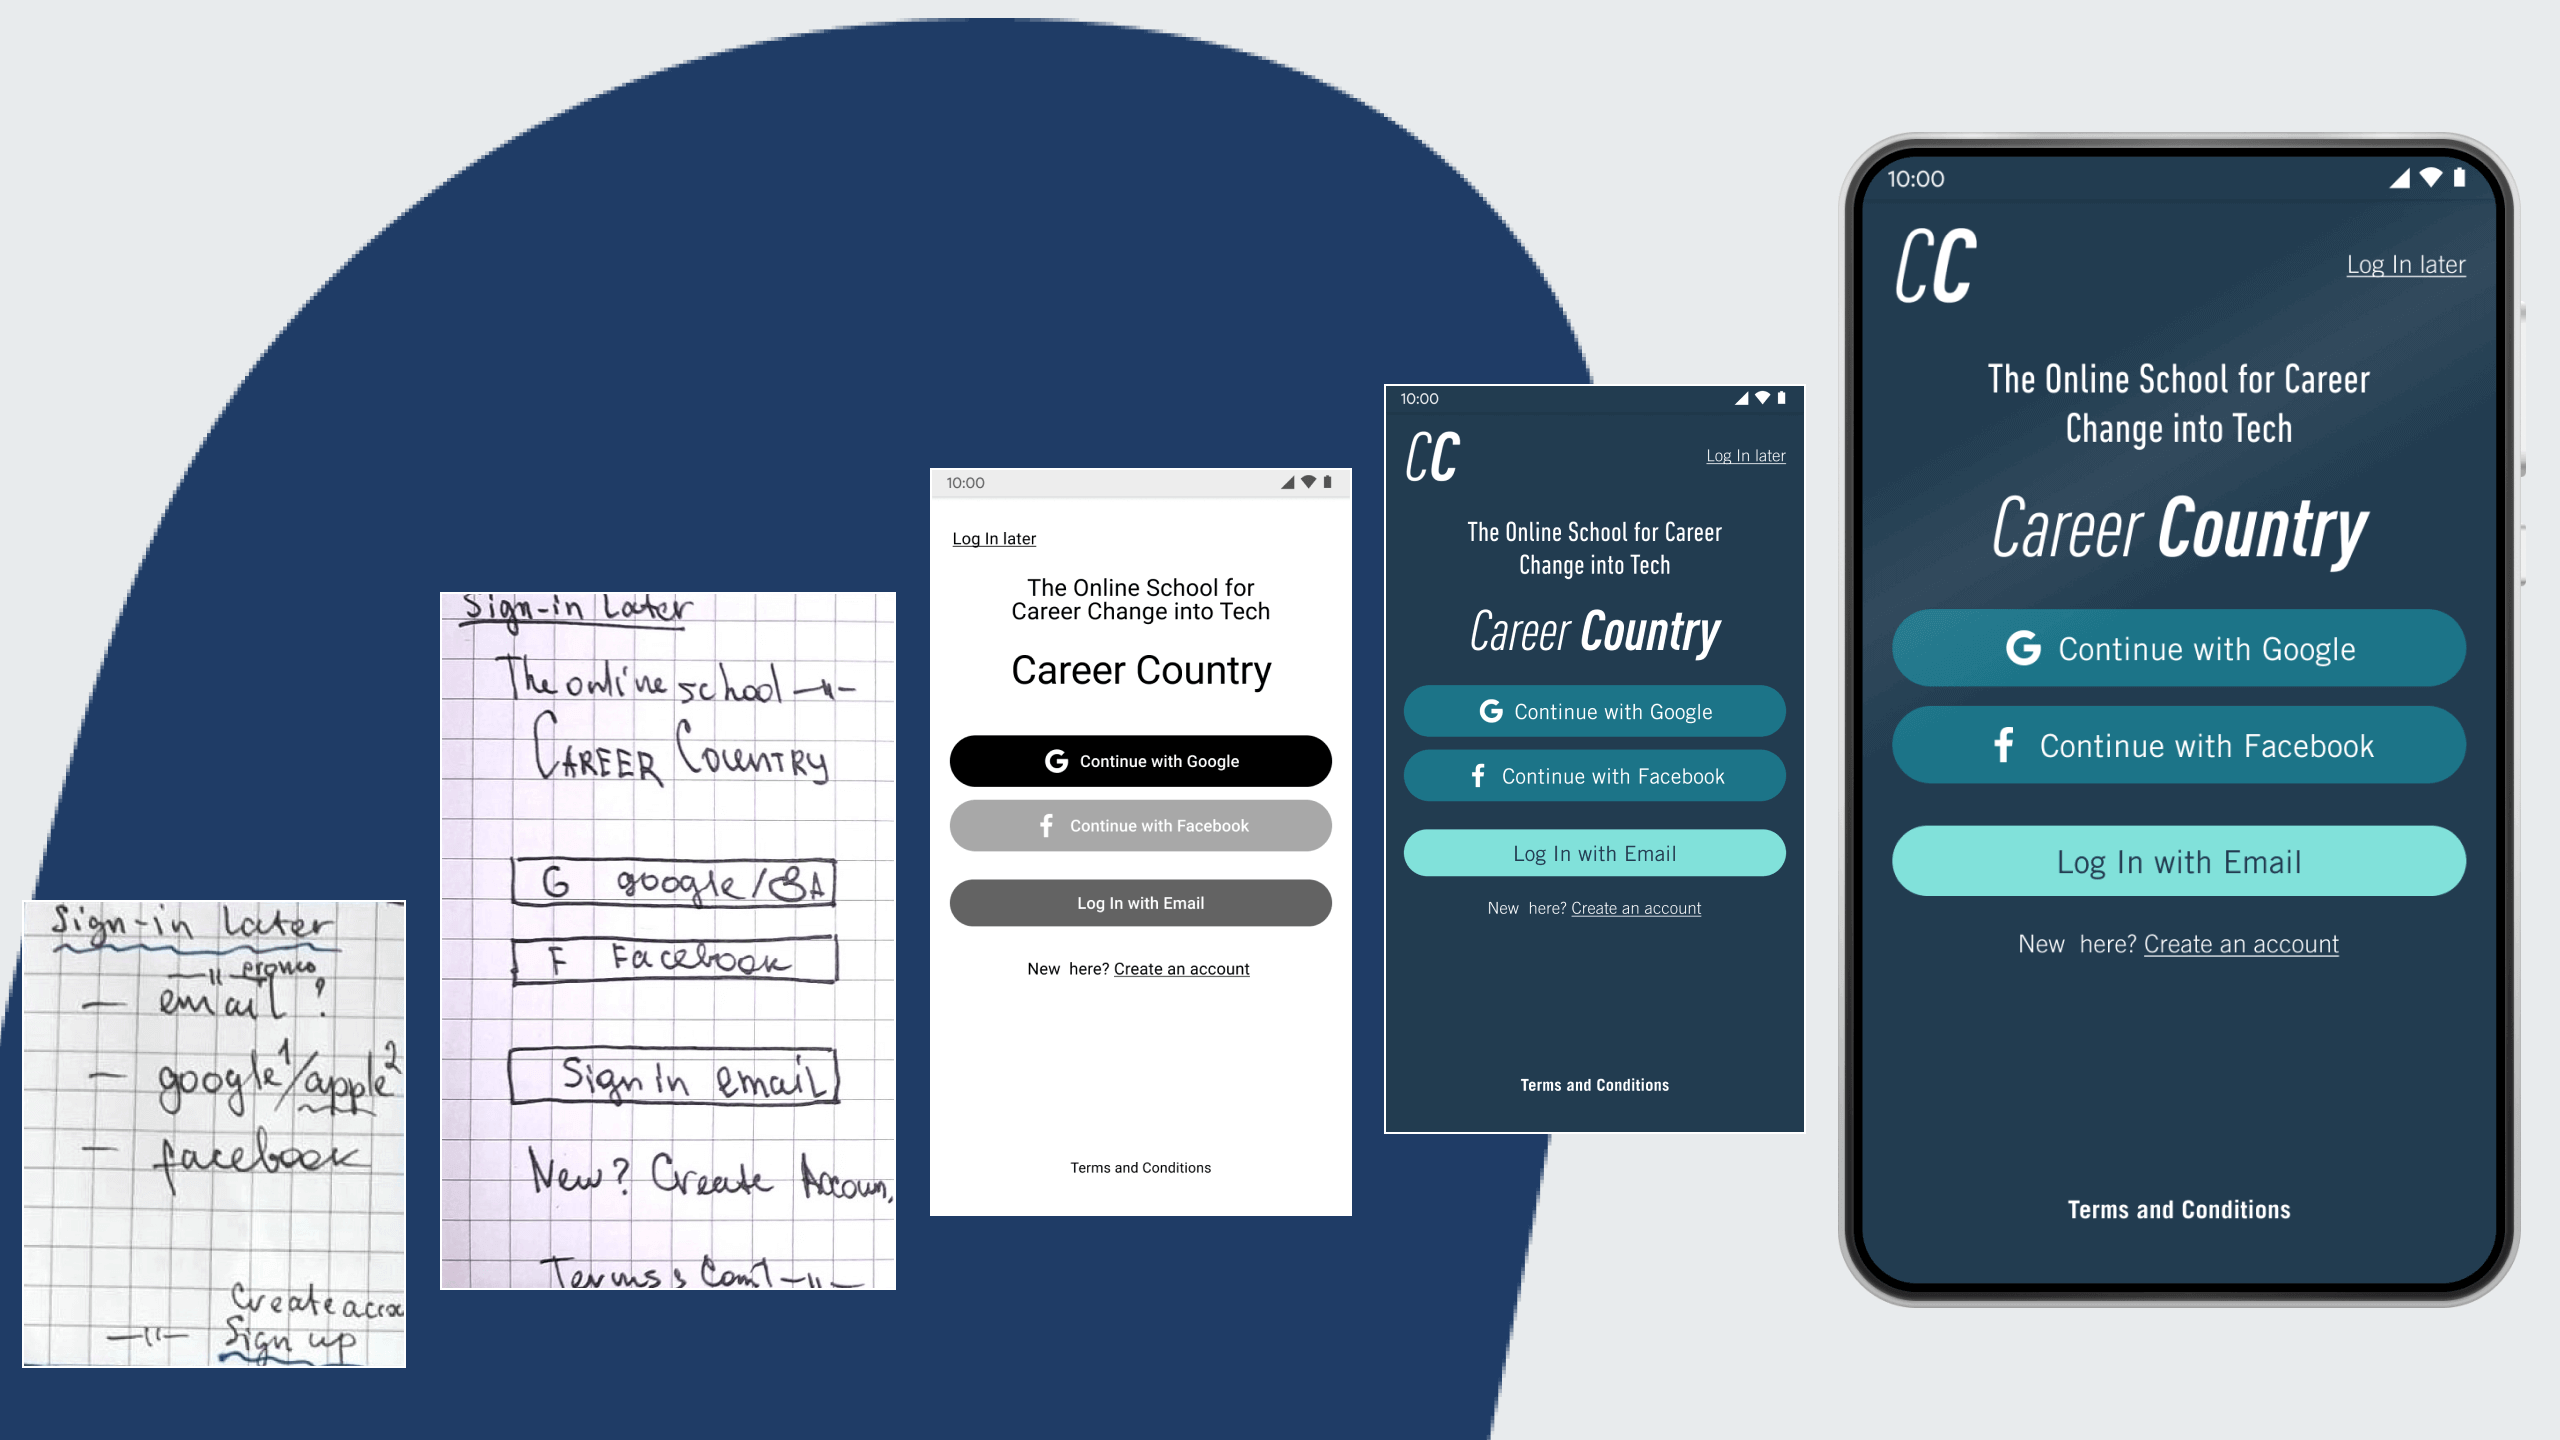 Sign-in Later
email ?
google¹/apple²
facebook
Sign up
Sign-in Later
The online school
CAREER COUNTRY
G google/
F Facebook
Sign In email
New? Create Accoun
Terms
10:00
Log In later
The Online School for
Career Change into Tech
Career Country
G Continue with Google
f Continue with Facebook
Log In with Email
New here? Create an account
Terms and Conditions
10:00
CC
Log In later
The Online School for Career
Change into Tech
Career Country
G Continue with Google
f Continue with Facebook
Log In with Email
New here? Create an account
Terms and Conditions
10:00
CC
Log In later
The Online School for Career
Change into Tech
Career Country
G Continue with Google
f Continue with Facebook
Log In with Email
New here? Create an account
Terms and Conditions